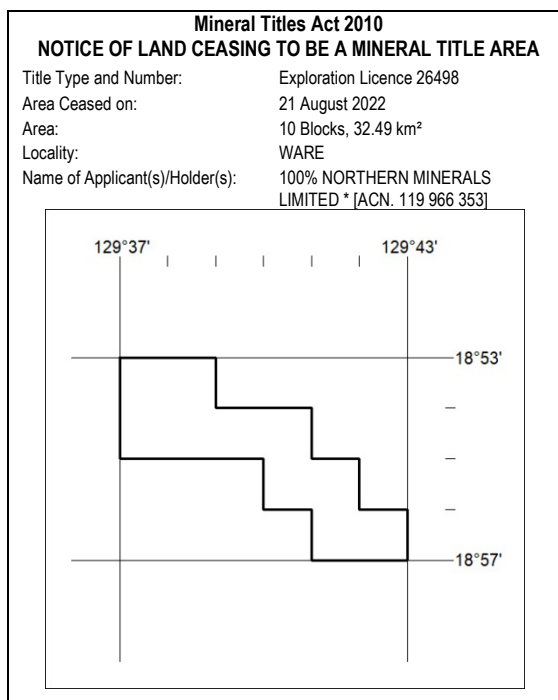 Mineral Titles Act 2010
NOTICE OF LAND CEASING TO BE A MINERAL TITLE AREA
Title Type and Number: Exploration Licence 26498
Area Ceased on: 21 August 2022
Area: 10 Blocks, 32.49 km²
Locality: WARE
Name of Applicant(s)/Holder(s): 100% NORTHERN MINERALS
LIMITED * [ACN. 119 966 353]
129°37' 129°43'
18°53'
18°57'